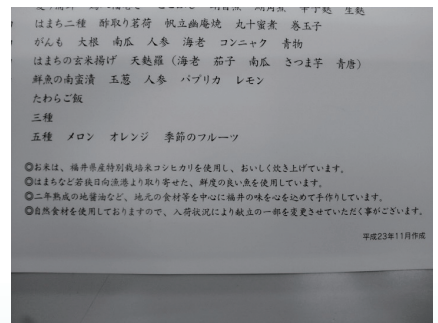 はまち二種 酢取り茗荷 帆立幽庵焼 丸十蜜煮 巻玉子
がんも 大根 南瓜 人参 海老 コンニャク 青物
はまちの玄米揚げ 天麩羅(海老 茄子 南瓜 さつま芋 青唐)
鮮魚の南蛮漬 玉葱 人参 パプリカ レモン
たわらご飯
三種
五種 メロン オレンジ 季節のフルーツ
◎お米は、福井県産特別栽培米コシヒカリを使用し、おいしく炊き上げています。
◎はまちなど若狭日向漁港より取り寄せた、鮮度の良い魚を使用しています。
◎二年熟成の地醤油など、地元の食材等を中心に福井の味を心を込めて手作りしています。
◎自然食材を使用しておりますので、入荷状況により献立の一部を変更させていただく事がございます。
平成23年11月作成